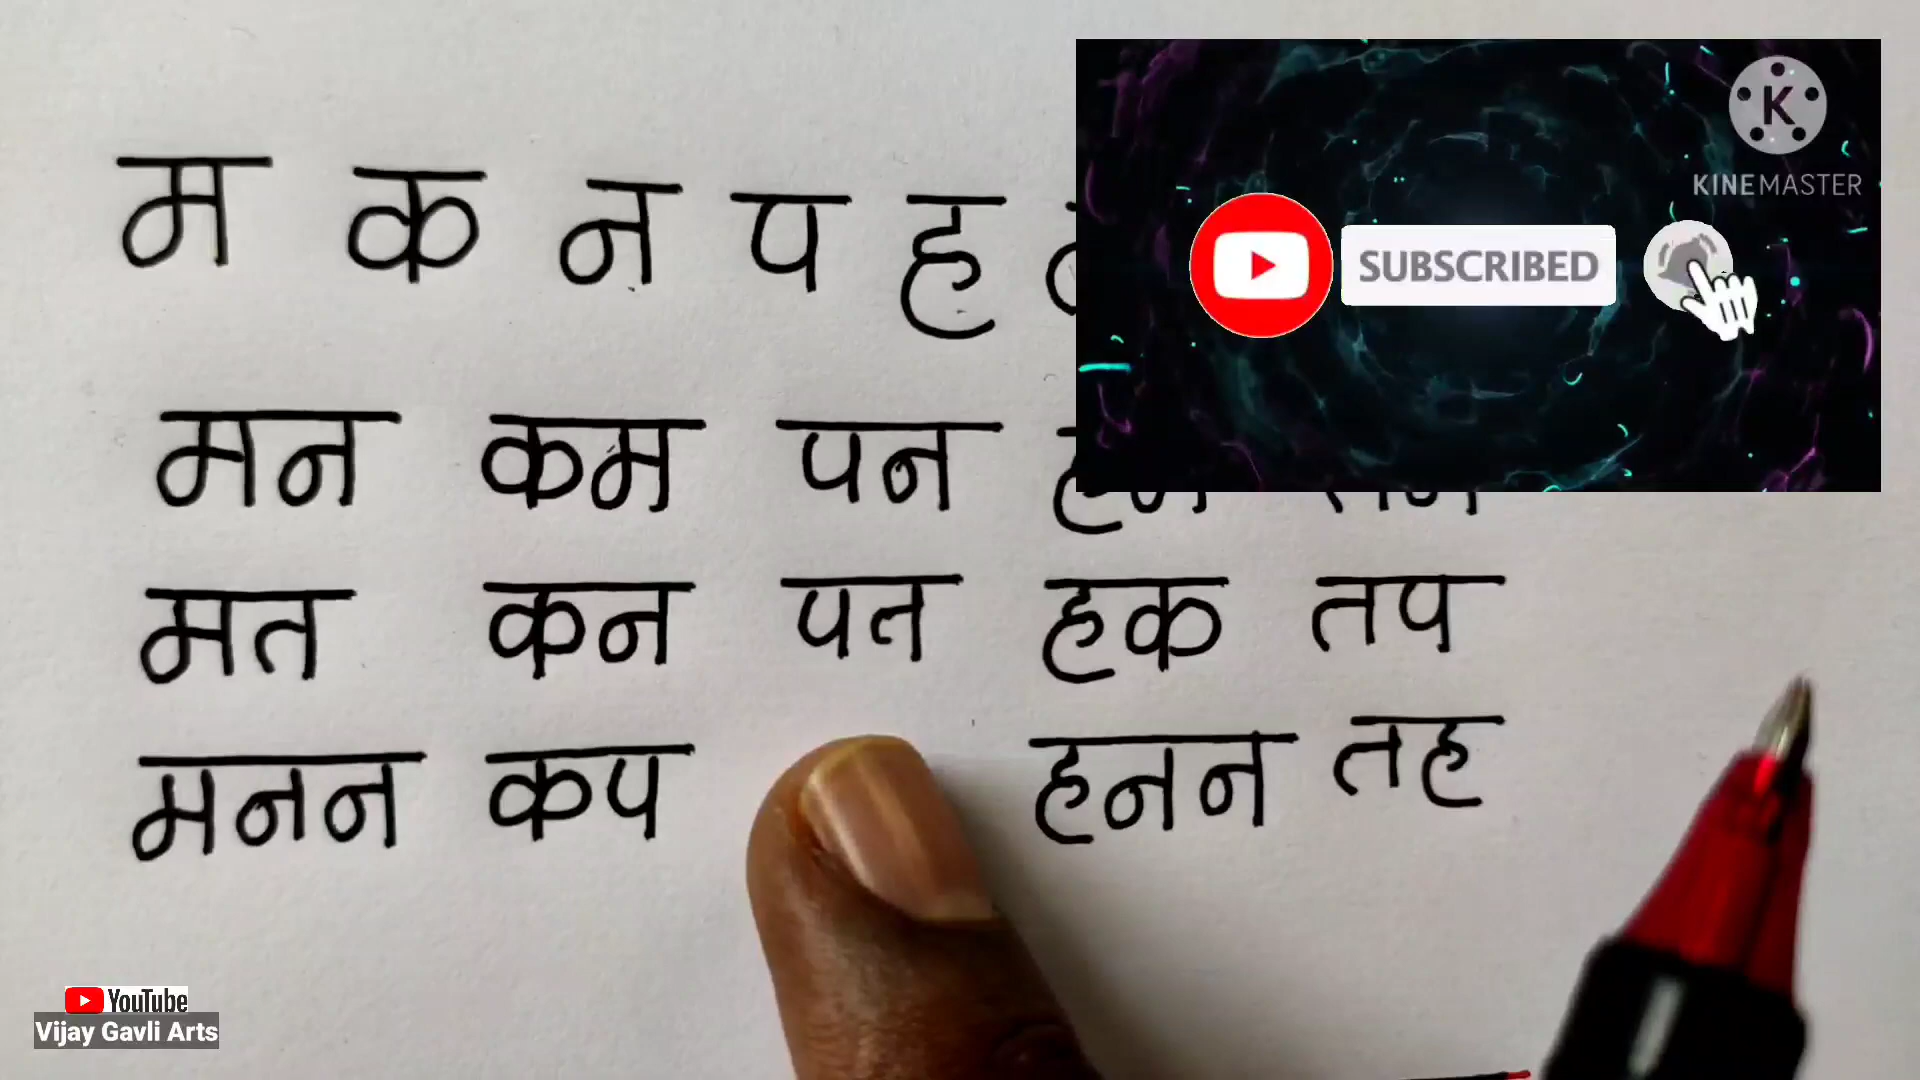 म क न प ह
मन कम पन
मत कन पत हक तप
मनन कप हनन तह
K
KINEMASTER
SUBSCRIBED
YouTube
Vijay Gavli Arts